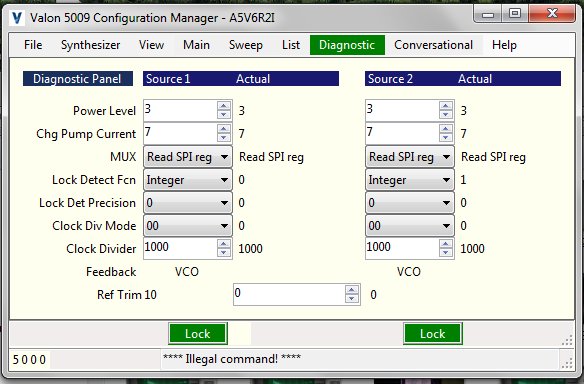 Valon 5009 Configuration Manager - A5V6R2I
File Synthesizer View Main Sweep List Diagnostic Conversational Help
Diagnostic Panel Source 1 Actual Source 2 Actual
Power Level 3 3 3 3
Chg Pump Current 7 7 7 7
MUX Read SPI reg Read SPI reg Read SPI reg Read SPI reg
Lock Detect Fcn Integer 0 Integer 1
Lock Det Precision 0 0 0 0
Clock Div Mode 00 0 00 0
Clock Divider 1000 1000 1000 1000
Feedback VCO VCO
Ref Trim 10 0 0
Lock Lock
5 0 0 0 **** Illegal command! ****